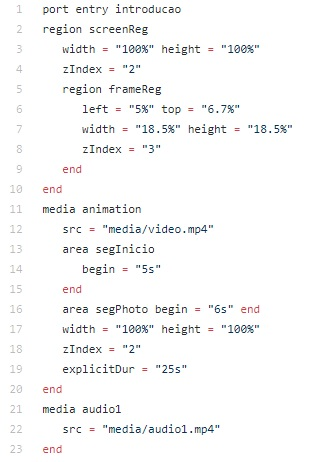 1 port entry introducao
2 region screenReg
3 width = "100%" height = "100%"
4 zIndex = "2"
5 region frameReg
6 left = "5%" top = "6.7%"
7 width = "18.5%" height = "18.5%"
8 zIndex = "3"
9 end
10 end
11 media animation
12 src = "media/video.mp4"
13 area segInicio
14 begin = "5s"
15 end
16 area segPhoto begin = "6s" end
17 width = "100%" height = "100%"
18 zIndex = "2"
19 explicitDur = "25s"
20 end
21 media audio1
22 src = "media/audio1.mp4"
23 end